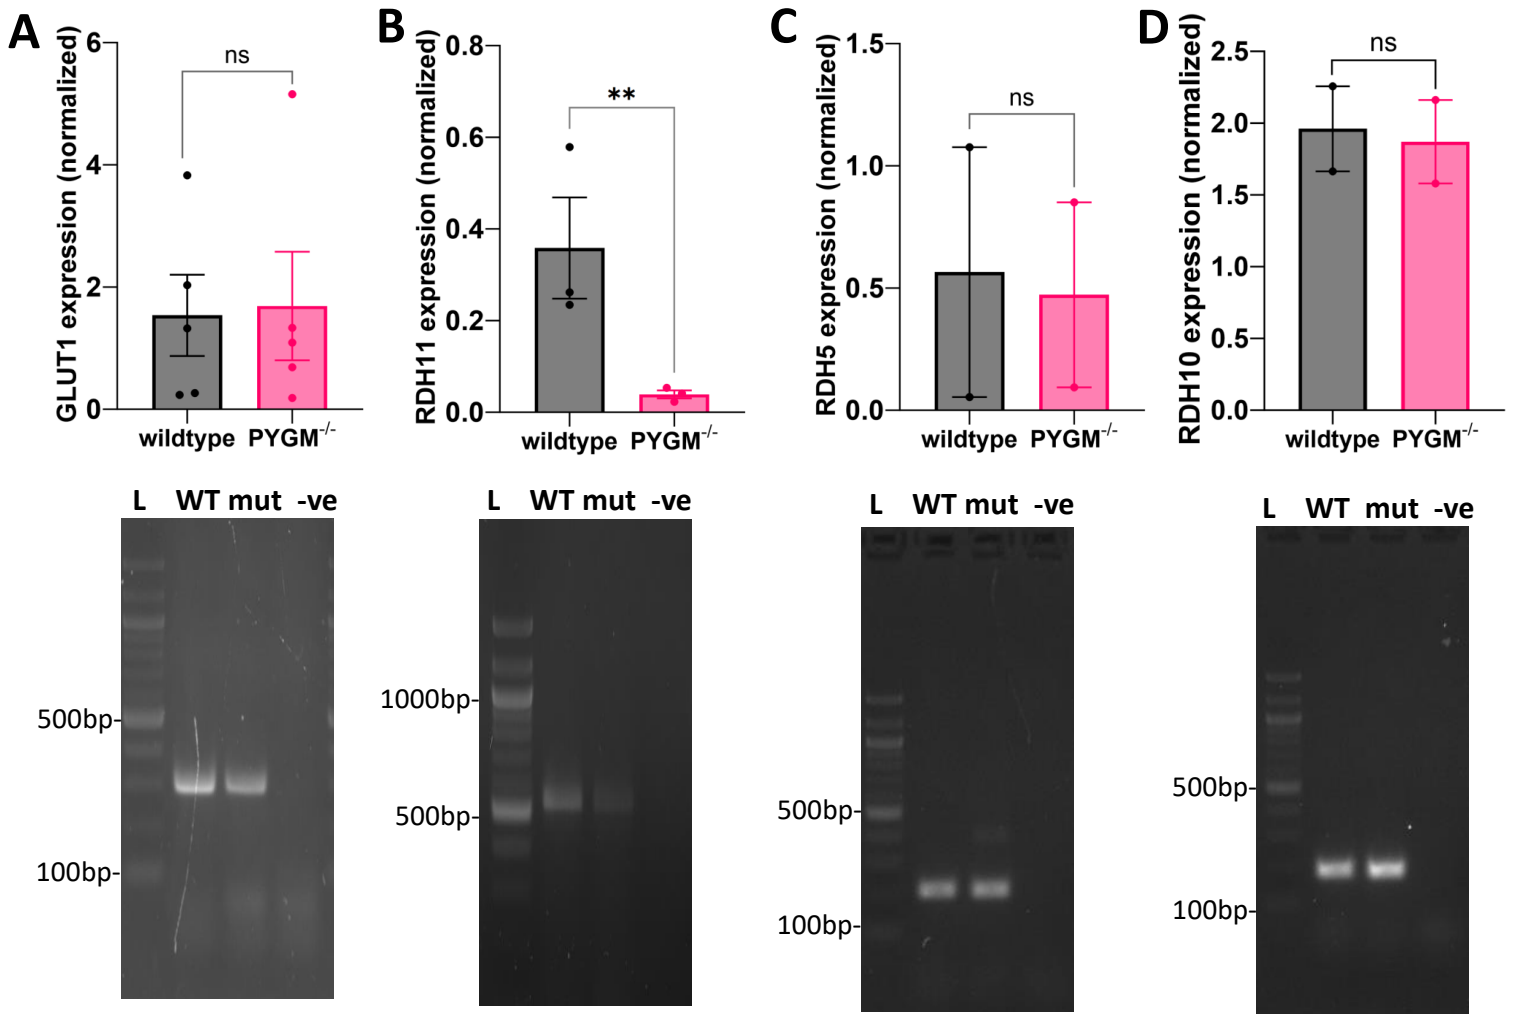 A
GLUT1 expression (normalized)
6
4
2
0
ns
wildtype PYGM-/-
B
RDH11 expression (normalized)
0.8
0.6
0.4
0.2
0.0
**
wildtype PYGM-/-
C
RDH5 expression (normalized)
1.5
1.0
0.5
0.0
ns
wildtype PYGM-/-
D
RDH10 expression (normalized)
2.5
2.0
1.5
1.0
0.5
0.0
ns
wildtype PYGM-/-
L WT mut -ve
500bp-
100bp-
L WT mut -ve
1000bp-
500bp-
L WT mut -ve
500bp-
100bp-
L WT mut -ve
500bp-
100bp-